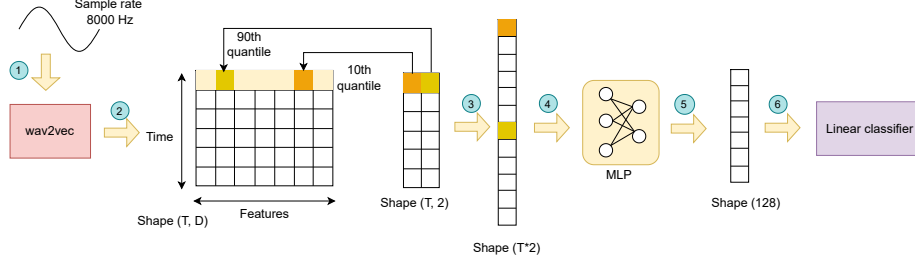 Sample rate
8000 Hz
1
wav2vec
2
Time
90th
quantile
10th
quantile
Features
Shape (T, D)
Shape (T, 2)
3
Shape (T*2)
4
MLP
5
Shape (128)
6
Linear classifier